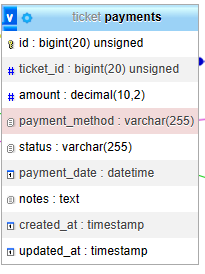 v ticket payments
id : bigint(20) unsigned
# ticket_id : bigint(20) unsigned
# amount : decimal(10,2)
payment_method : varchar(255)
status : varchar(255)
payment_date : datetime
notes : text
created_at : timestamp
updated_at : timestamp